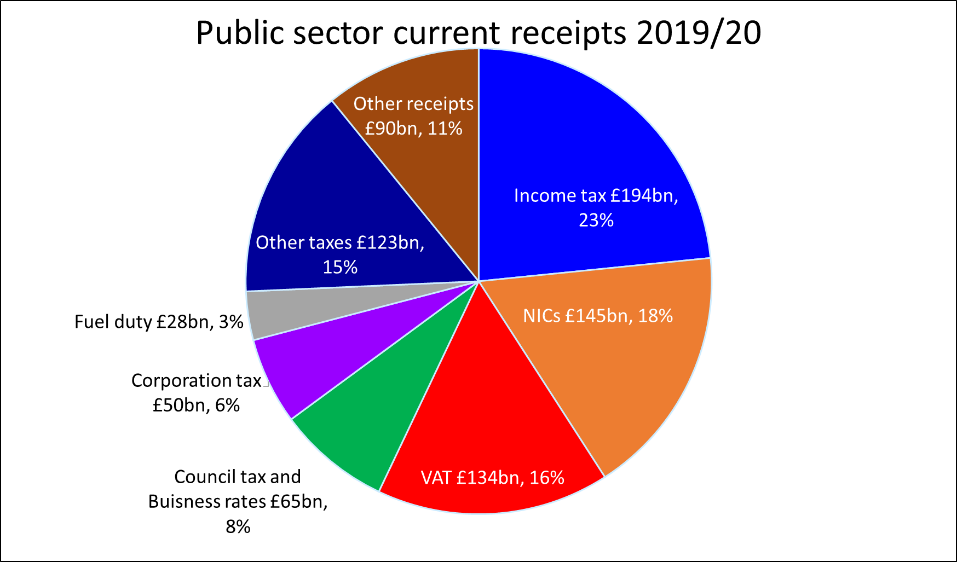 Public sector current receipts 2019/20
Other receipts
£90bn, 11%
Income tax £194bn,
23%
Other taxes £123bn,
15%
NICs £145bn, 18%
Fuel duty £28bn, 3%
Corporation tax
£50bn, 6%
VAT £134bn, 16%
Council tax and
Buisness rates £65bn,
8%